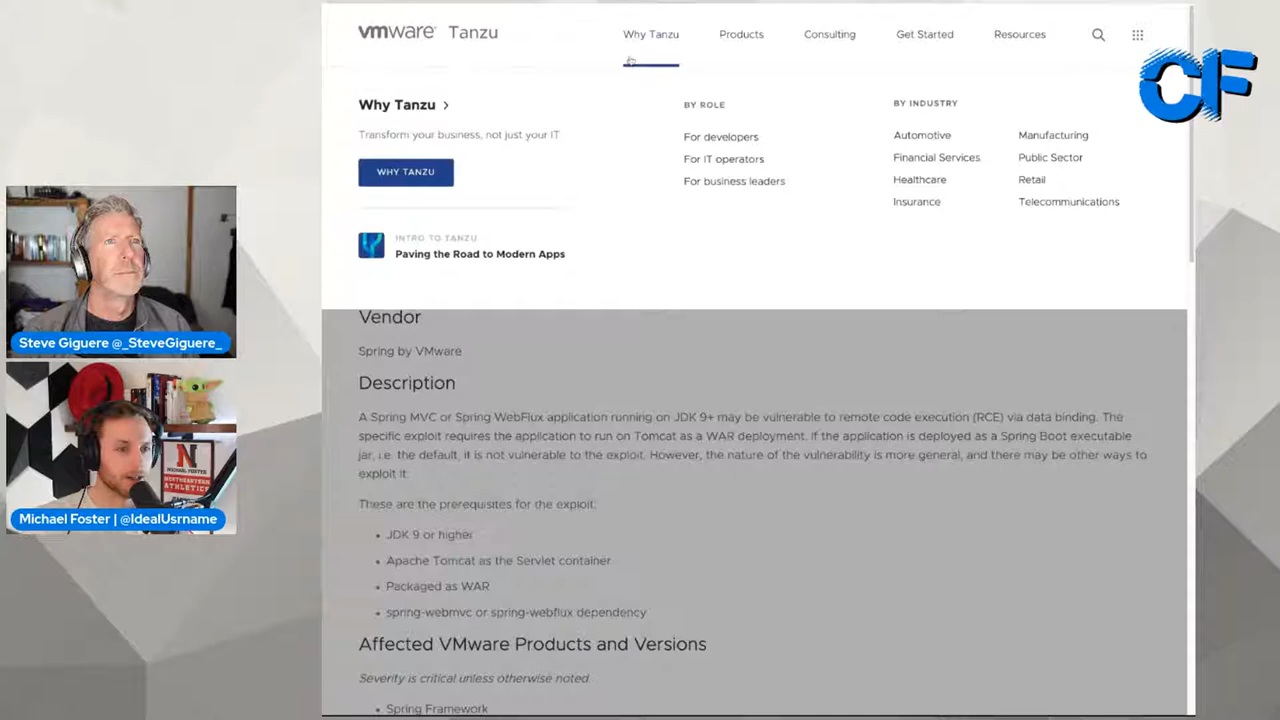 vmware Tanzu
Why Tanzu
Products
Consulting
Get Started
Resources
CF
Why Tanzu >
Transform your business, not just your IT
WHY TANZU
INTRO TO TANZU
Paving the Road to Modern Apps
BY ROLE
For developers
For IT operators
For business leaders
BY INDUSTRY
Automotive
Financial Services
Healthcare
Insurance
Manufacturing
Public Sector
Retail
Telecommunications
Steve Giguere @_SteveGiguere_
N
MICHAEL FOSTER
NORTHEASTERN
ATHLETICS
Michael Foster | @IdealUsrname
Vendor
Spring by VMware
Description
A Spring MVC or Spring WebFlux application running on JDK 9+ may be vulnerable to remote code execution (RCE) via data binding. The
specific exploit requires the application to run on Tomcat as a WAR deployment. If the application is deployed as a Spring Boot executable
jar, i.e. the default, it is not vulnerable to the exploit. However, the nature of the vulnerability is more general, and there may be other ways to
exploit it.
These are the prerequisites for the exploit:
• JDK 9 or higher
• Apache Tomcat as the Servlet container
• Packaged as WAR
• spring-webmvc or spring-webflux dependency
Affected VMware Products and Versions
Severity is critical unless otherwise noted.
• Spring Framework